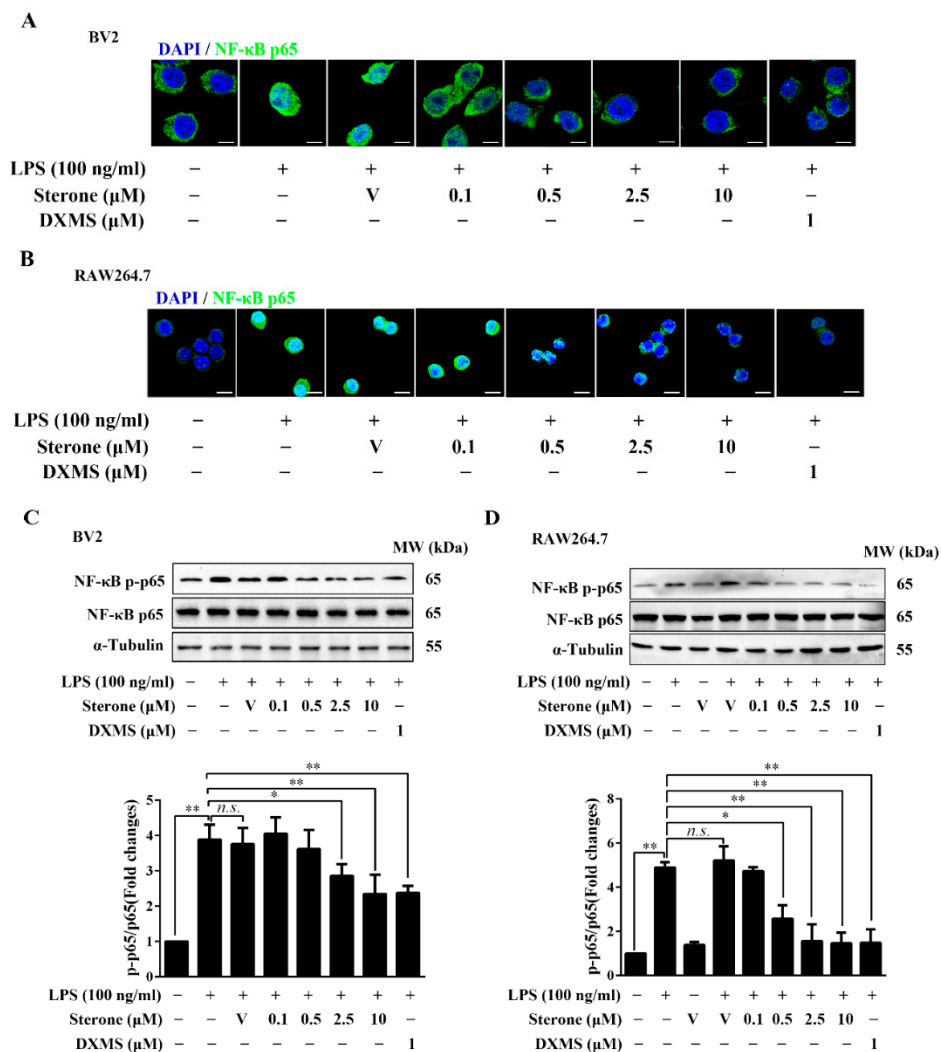 A
BV2
DAPI / NF-κB p65
LPS (100 ng/ml) – + + + + + + +
Sterone (μM) – – V 0.1 0.5 2.5 10 –
DXMS (μM) – – – – – – – 1
B
RAW264.7
DAPI / NF-κB p65
LPS (100 ng/ml) – + + + + + + +
Sterone (μM) – – V 0.1 0.5 2.5 10 –
DXMS (μM) – – – – – – – 1
C
BV2
MW (kDa)
NF-κB p-p65 65
NF-κB p65 65
α-Tubulin 55
LPS (100 ng/ml) – + + + + + + +
Sterone (μM) – – V 0.1 0.5 2.5 10 –
DXMS (μM) – – – – – – – 1
**
**
*
** n.s.
p-p65/p65(Fold changes)
5
4
3
2
1
0
LPS (100 ng/ml) – + + + + + + +
Sterone (μM) – – V 0.1 0.5 2.5 10 –
DXMS (μM) – – – – – – – 1
D
RAW264.7
MW (kDa)
NF-κB p-p65 65
NF-κB p65 65
α-Tubulin 55
LPS (100 ng/ml) – + – + + + + + +
Sterone (μM) – – V V 0.1 0.5 2.5 10 –
DXMS (μM) – – – – – – – – 1
**
**
**
*
n.s.
**
p-p65/p65(Fold changes)
8
6
4
2
0
LPS (100 ng/ml) – + – + + + + + +
Sterone (μM) – – V V 0.1 0.5 2.5 10 –
DXMS (μM) – – – – – – – – 1